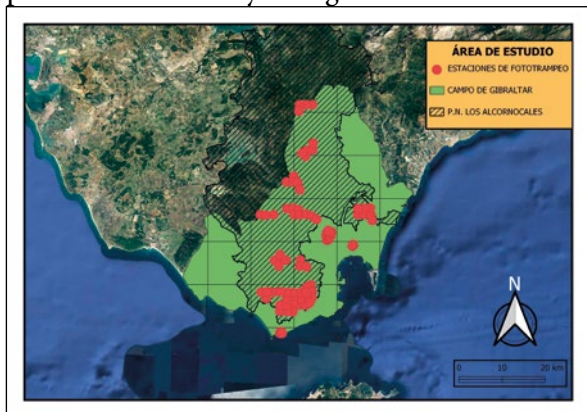 ÁREA DE ESTUDIO
ESTACIONES DE FOTOTRAMPEO
CAMPO DE GIBRALTAR
P.N. LOS ALCORNOCALES
N
0 10 20 km